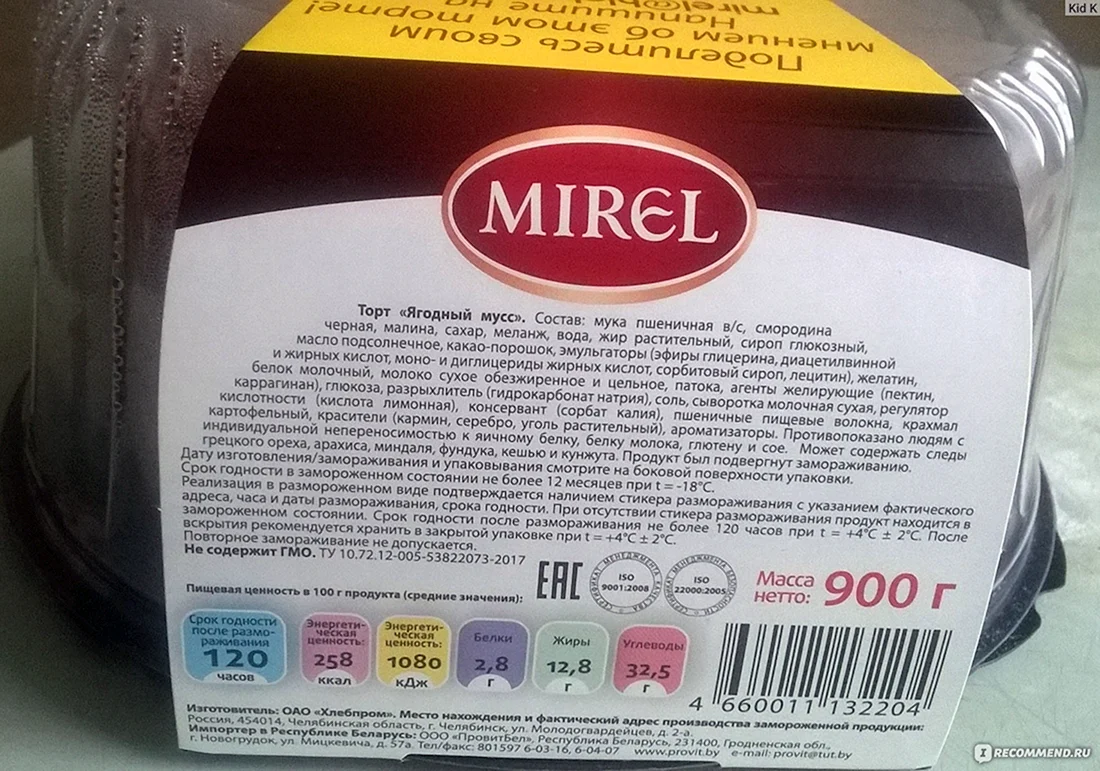 Kid K
Поделитесь своим
мнением об этом торте!
Напишите на
MIREL
Торт «Ягодный мусс». Состав: мука пшеничная в/с, смородина
черная, малина, сахар, меланж, вода, жир растительный, сироп глюкозный,
масло подсолнечное, какао-порошок, эмульгаторы (эфиры глицерина, диацетилвинной
и жирных кислот, моно- и диглицериды жирных кислот, сорбитовый сироп, лецитин), желатин,
белок молочный, молоко сухое обезжиренное и цельное, патока, агенты желирующие (пектин,
каррагинан), глюкоза, разрыхлитель (гидрокарбонат натрия), соль, сыворотка молочная сухая, регулятор
кислотности (кислота лимонная), консервант (сорбат калия), пшеничные пищевые волокна, крахмал
картофельный, красители (кармин, серебро, уголь растительный), ароматизаторы. Противопоказано людям с
индивидуальной непереносимостью к яичному белку, белку молока, глютену и сое. Может содержать следы
грецкого ореха, арахиса, миндаля, фундука, кешью и кунжута. Продукт был подвергнут замораживанию.
Дату изготовления/замораживания и упаковывания смотрите на боковой поверхности упаковки.
Срок годности в замороженном состоянии не более 12 месяцев при t = -18°C.
Реализация в размороженном виде подтверждается наличием стикера размораживания с указанием фактического
адреса, часа и даты размораживания, срока годности. При отсутствии стикера размораживания продукт находится в
замороженном состоянии. Срок годности после размораживания не более 120 часов при t = +4°C ± 2°C. После
вскрытия рекомендуется хранить в закрытой упаковке при t = +4°C ± 2°C.
Повторное замораживание не допускается.
Не содержит ГМО. ТУ 10.72.12-005-53822073-2017
Пищевая ценность в 100 г продукта (средние значения):
EAC
СЕРТИФИКАТ МЕНЕДЖМЕНТА КАЧЕСТВА
ISO
9001:2008
СЕРТИФИКАТ МЕНЕДЖМЕНТА БЕЗОПАСНОСТИ
ISO
22000:2005
Масса
нетто: 900 г
Срок годности
после размо-
раживания
120
часов
Энергети-
ческая
ценность:
258
ккал
Энергети-
ческая
ценность:
1080
кДж
Белки
2,8
г
Жиры
12,8
г
Углеводы
32,5
г
4 660011 132204
Изготовитель: ОАО «Хлебпром». Место нахождения и фактический адрес производства замороженной продукции:
Россия, 454014, Челябинская область, г. Челябинск, ул. Молодогвардейцев, д. 2-а.
Импортер в Республике Беларусь: ООО «ПровитБел», Республика Беларусь, 231400, Гродненская обл.,
г. Новогрудок, ул. Мицкевича, д. 57а. Тел/факс: 801597 6-03-16, 6-04-07 www.provit.by e-mail: provit@tut.by
IRECOMMEND.RU